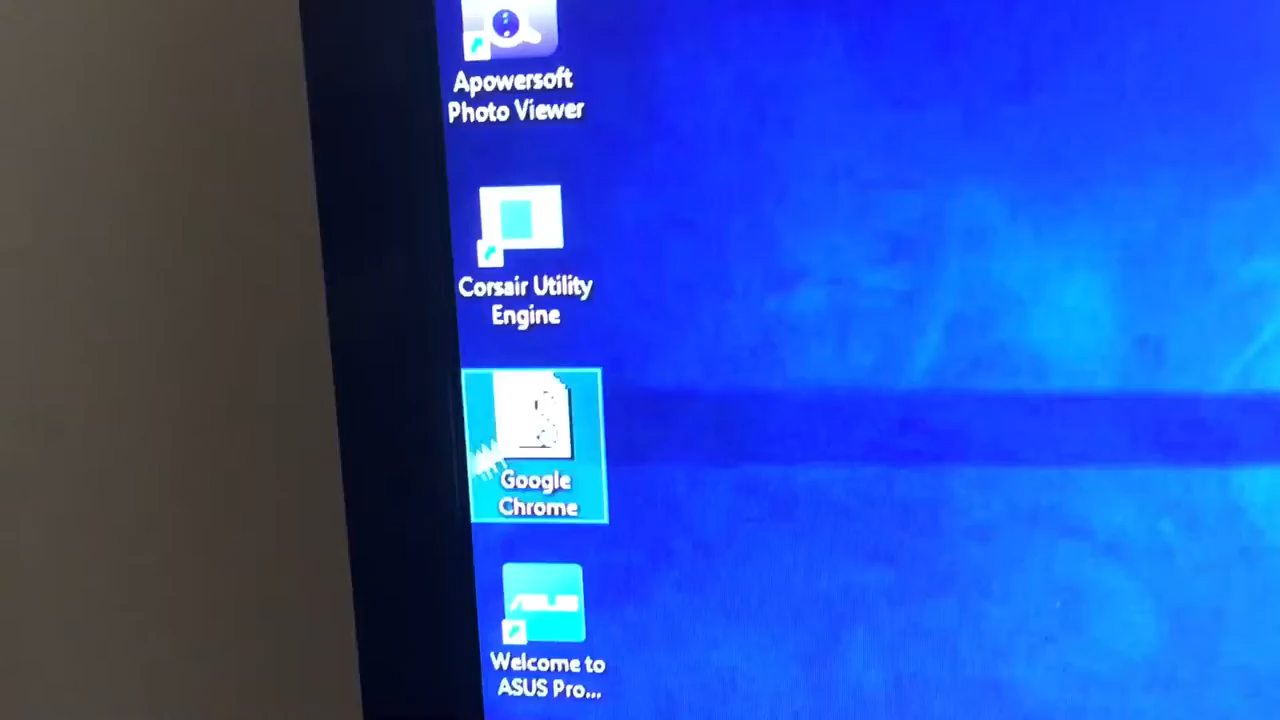 Apowersoft
Photo Viewer
Corsair Utility
Engine
Google
Chrome
ASUS
Welcome to
ASUS Pro...